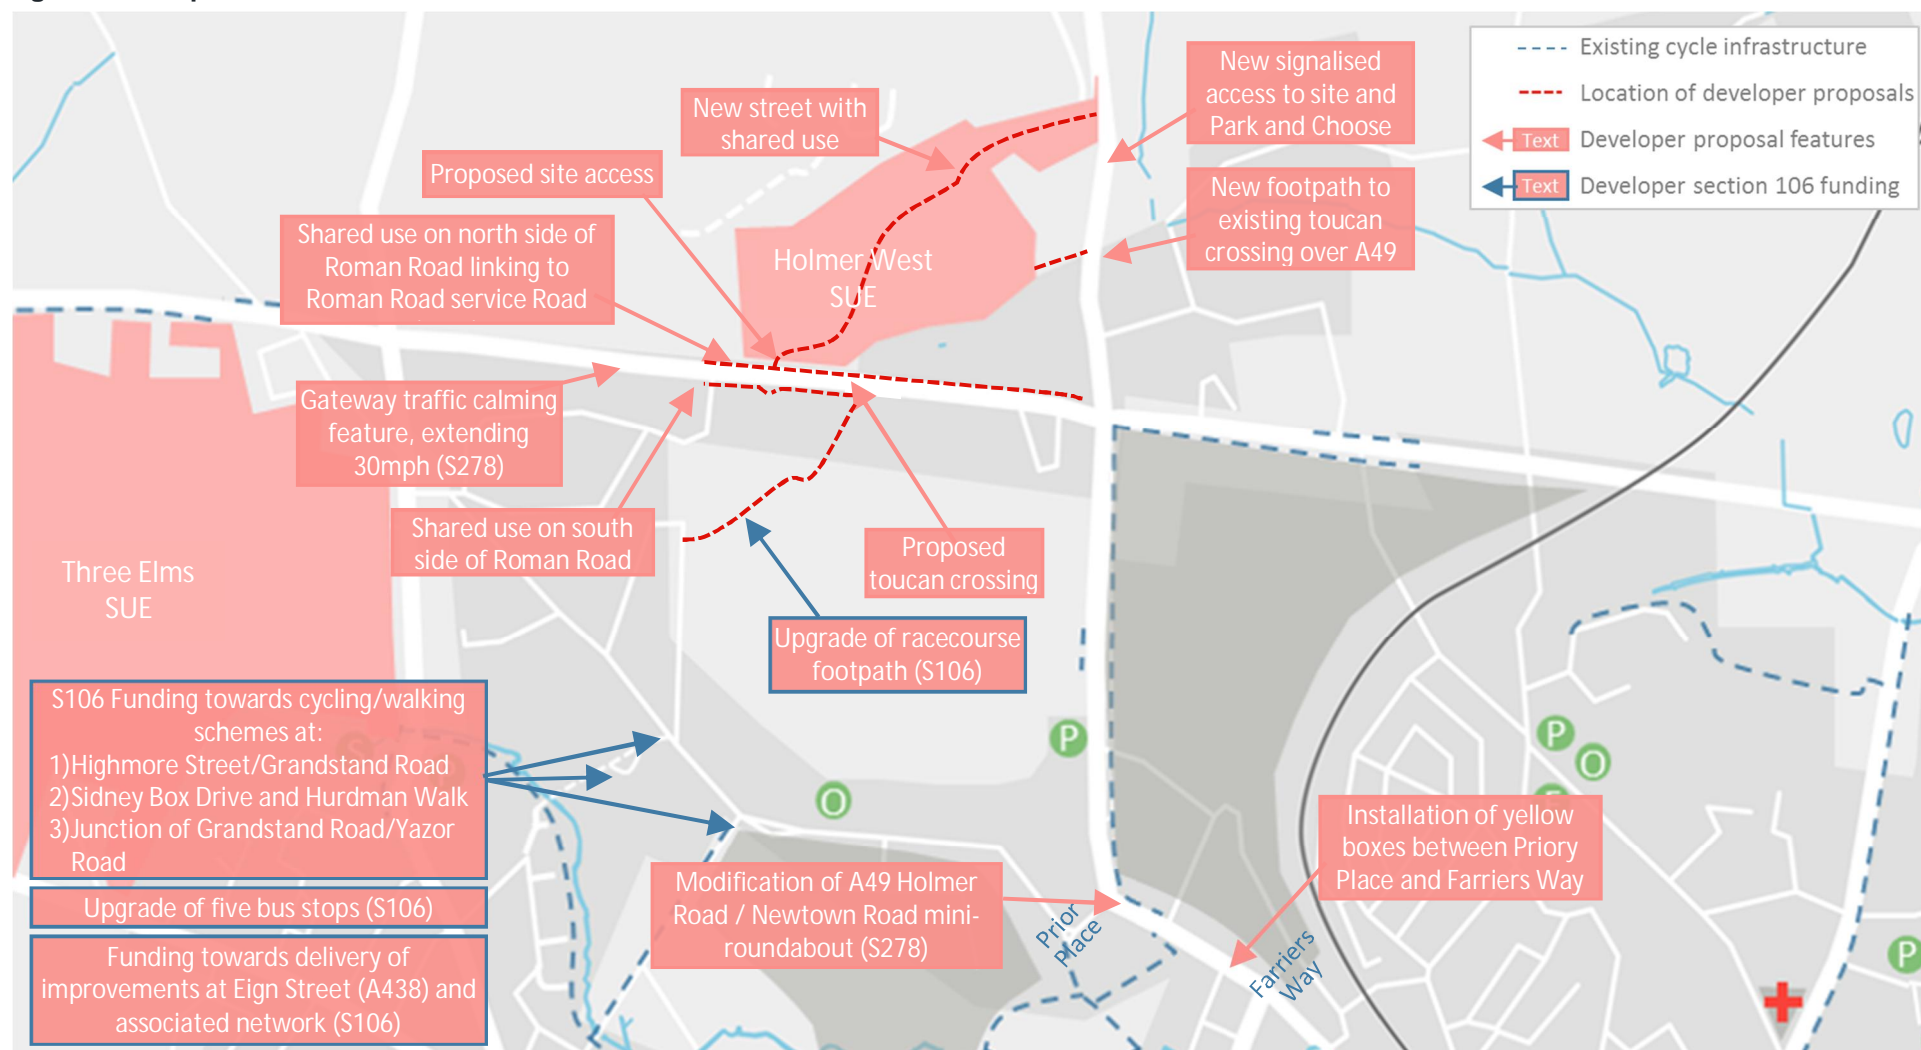 Existing cycle infrastructure
Location of developer proposals
Text
Developer proposal features
Text
Developer section 106 funding
New signalised
access to site and
Park and Choose
New street with
shared use
Proposed site access
New footpath to
existing toucan
crossing over A49
Shared use on north side of
Roman Road linking to
Roman Road service Road
Holmer West
SUE
Gateway traffic calming
feature, extending
30mph (S278)
Shared use on south
side of Roman Road
Proposed
toucan crossing
Three Elms
SUE
Upgrade of racecourse
footpath (S106)
S106 Funding towards cycling/walking
schemes at:
1)Highmore Street/Grandstand Road
2)Sidney Box Drive and Hurdman Walk
3)Junction of Grandstand Road/Yazor
Road
P
P
O
O
Installation of yellow
boxes between Priory
Place and Farriers Way
Modification of A49 Holmer
Road / Newtown Road mini-
roundabout (S278)
Upgrade of five bus stops (S106)
Prior
Place
Farriers
Way
P
Funding towards delivery of
improvements at Eign Street (A438) and
associated network (S106)